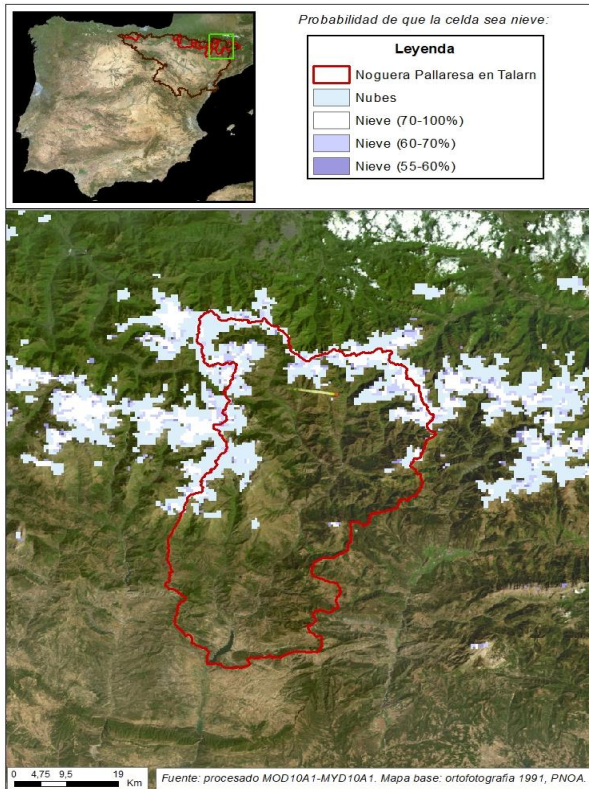 Probabilidad de que la celda sea nieve:
Leyenda
Noguera Pallaresa en Talarn
Nubes
Nieve (70-100%)
Nieve (60-70%)
Nieve (55-60%)
0 4,75 9,5 19
Km
Fuente: procesado MOD10A1-MYD10A1. Mapa base: ortofotografía 1991, PNOA.